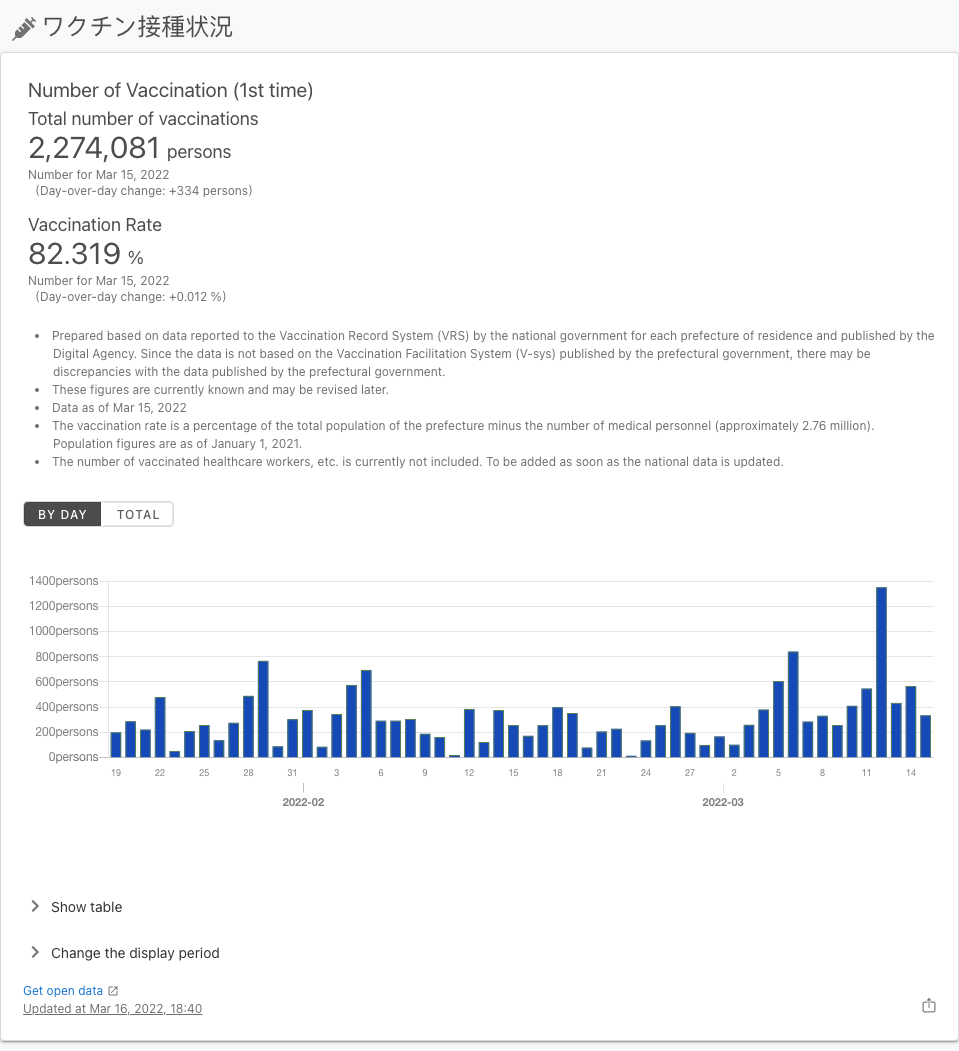 ワクチン接種状況
Number of Vaccination (1st time)
Total number of vaccinations
2,274,081 persons
Number for Mar 15, 2022
(Day-over-day change: +334 persons)
Vaccination Rate
82.319 %
Number for Mar 15, 2022
(Day-over-day change: +0.012 %)
• Prepared based on data reported to the Vaccination Record System (VRS) by the national government for each prefecture of residence and published by the
Digital Agency. Since the data is not based on the Vaccination Facilitation System (V-sys) published by the prefectural government, there may be
discrepancies with the data published by the prefectural government.
• These figures are currently known and may be revised later.
• Data as of Mar 15, 2022
• The vaccination rate is a percentage of the total population of the prefecture minus the number of medical personnel (approximately 2.76 million).
Population figures are as of January 1, 2021.
• The number of vaccinated healthcare workers, etc. is currently not included. To be added as soon as the national data is updated.
BY DAY TOTAL
1400persons
1200persons
1000persons
800persons
600persons
400persons
200persons
0persons
19 22 25 28 31 3 6 9 12 15 18 21 24 27 2 5 8 11 14
2022-02 2022-03
Show table
Change the display period
Get open data
Updated at Mar 16, 2022, 18:40